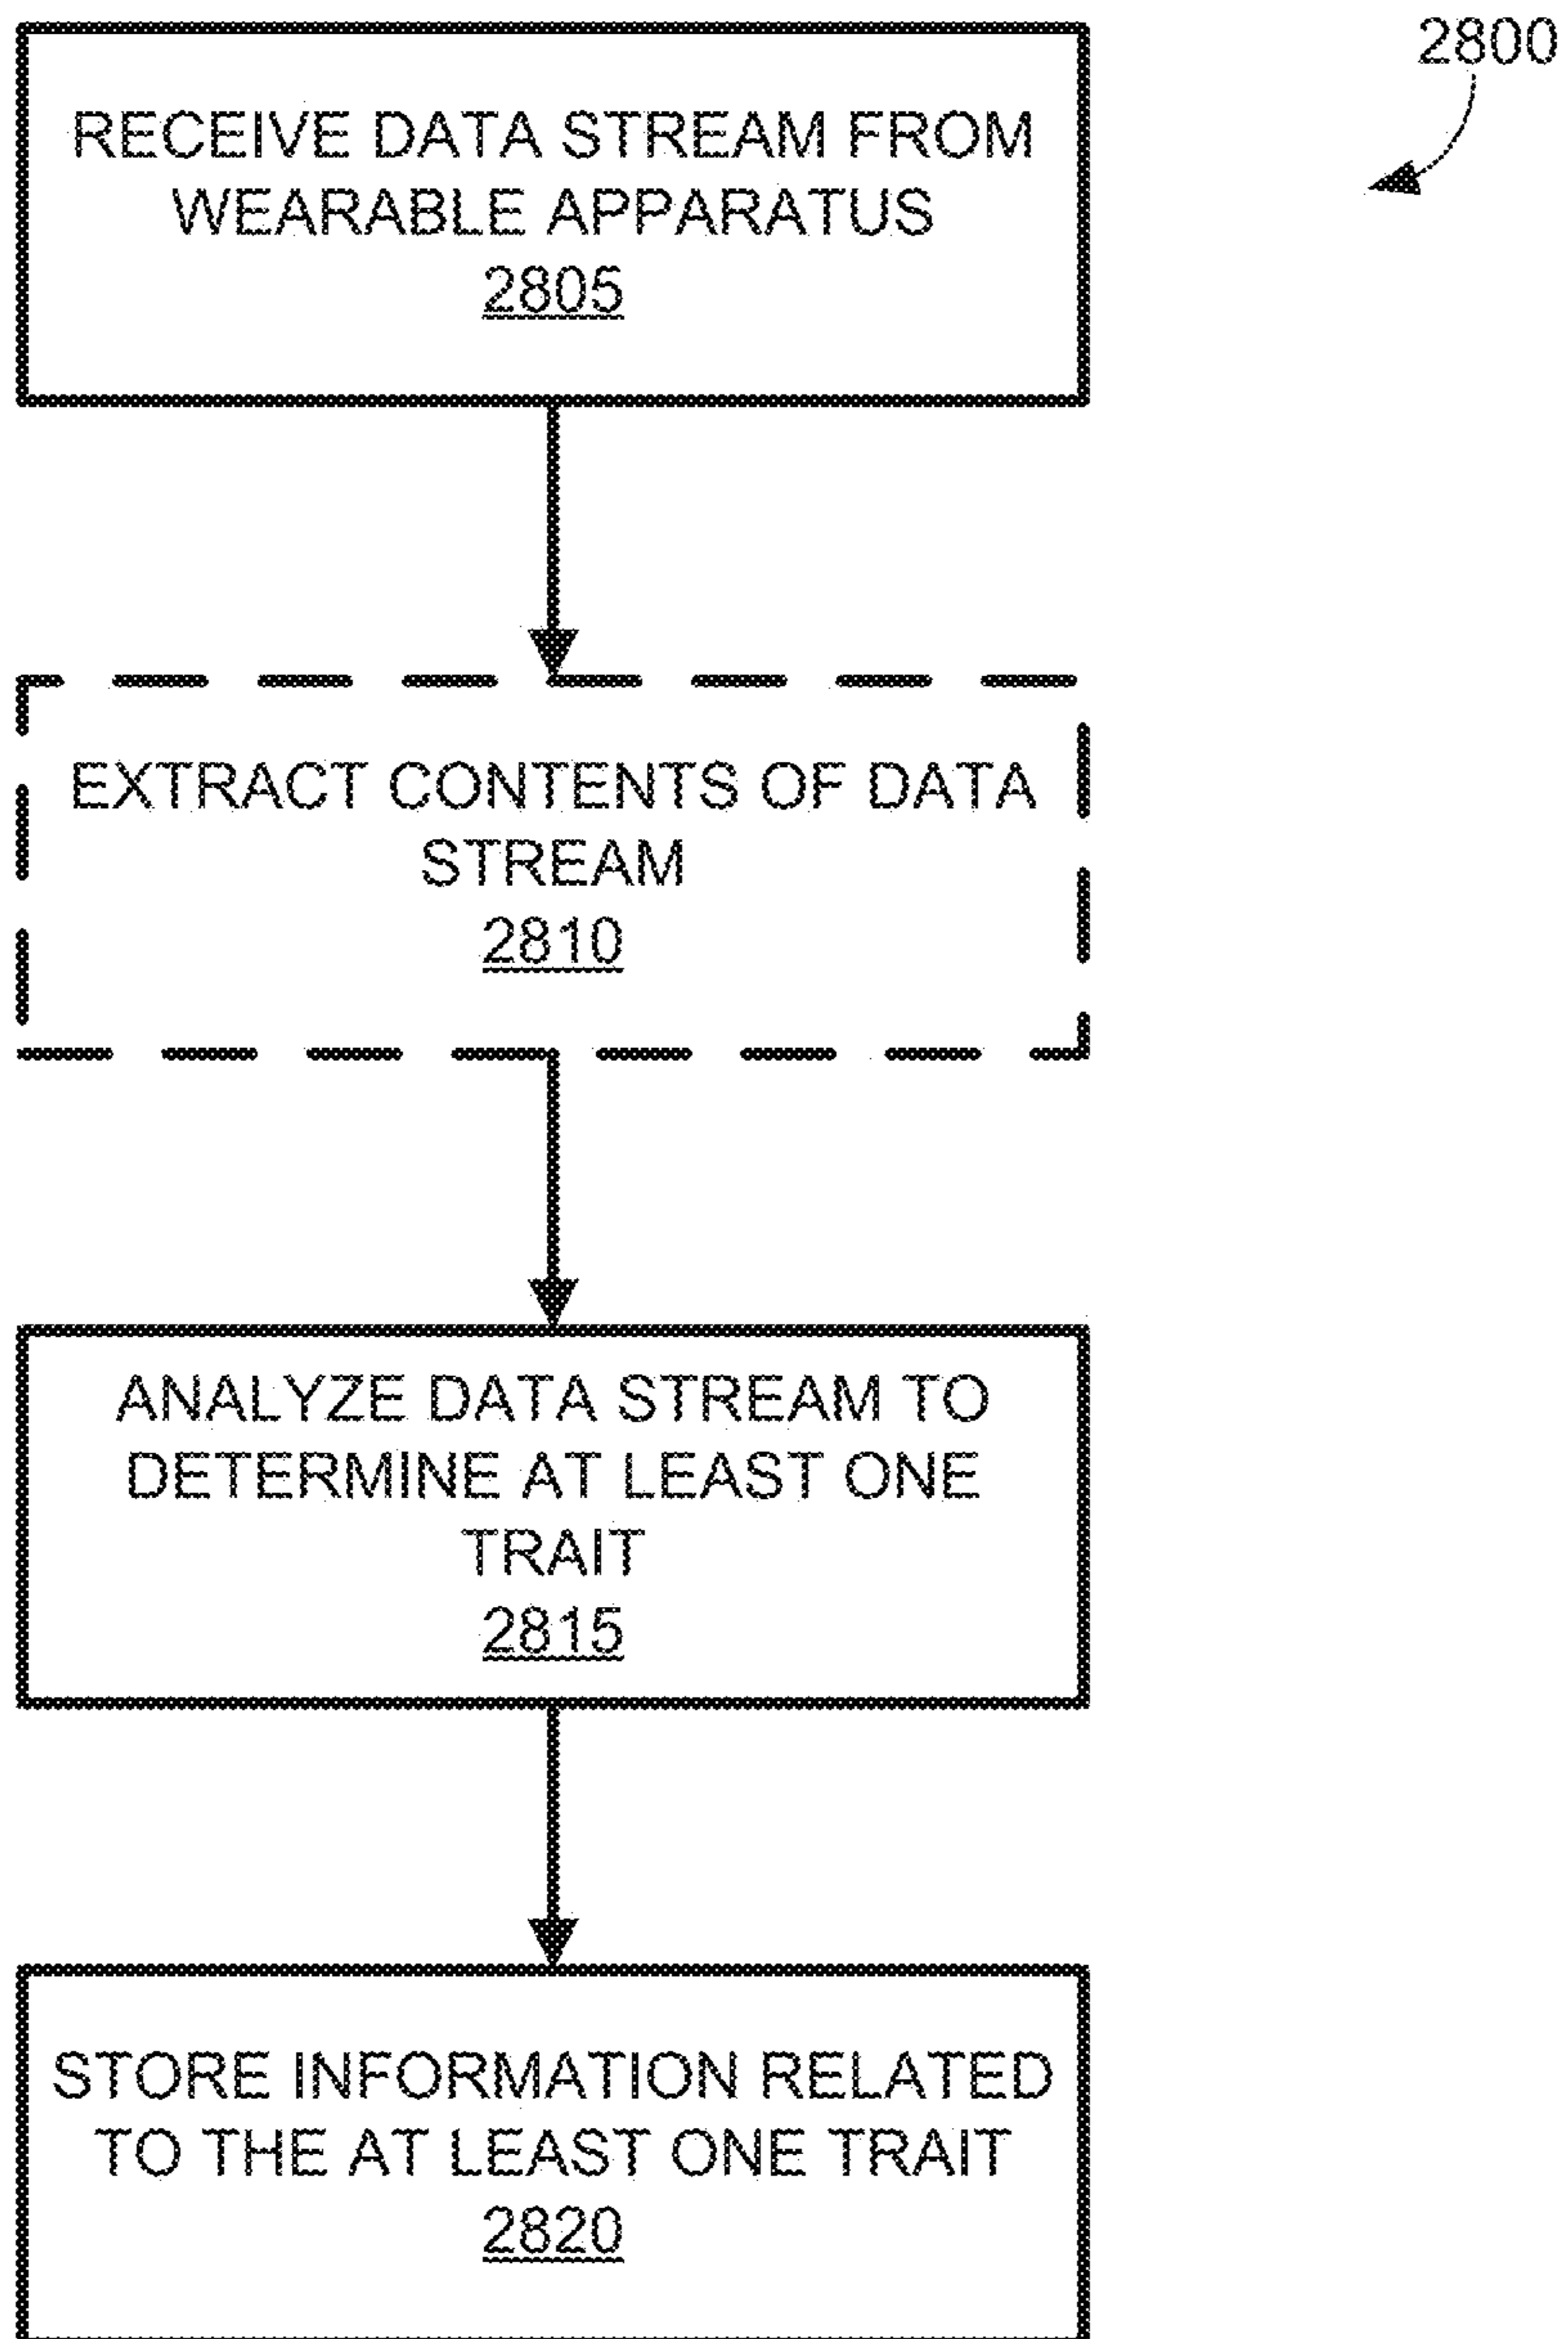 2800
RECEIVE DATA STREAM FROM
WEARABLE APPARATUS
2805
EXTRACT CONTENTS OF DATA
STREAM
2810
ANALYZE DATA STREAM TO
DETERMINE AT LEAST ONE
TRAIT
2815
STORE INFORMATION RELATED
TO THE AT LEAST ONE TRAIT
2820